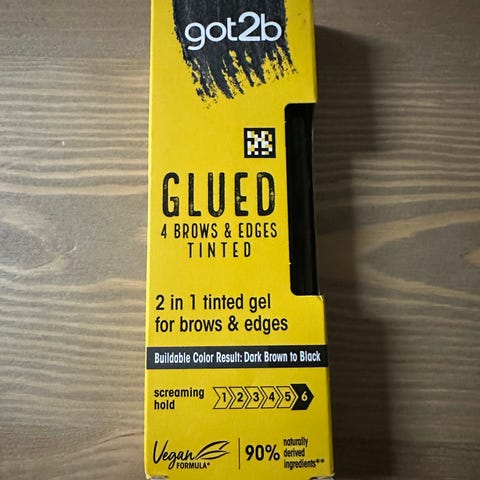 got2b
GLUED
4 BROWS & EDGES
TINTED
2 in 1 tinted gel
for brows & edges
Buildable Color Result: Dark Brown to Black
screaming
hold
1 2 3 4 5 6
Vegan
FORMULA*
90%
naturally
derived
ingredients**